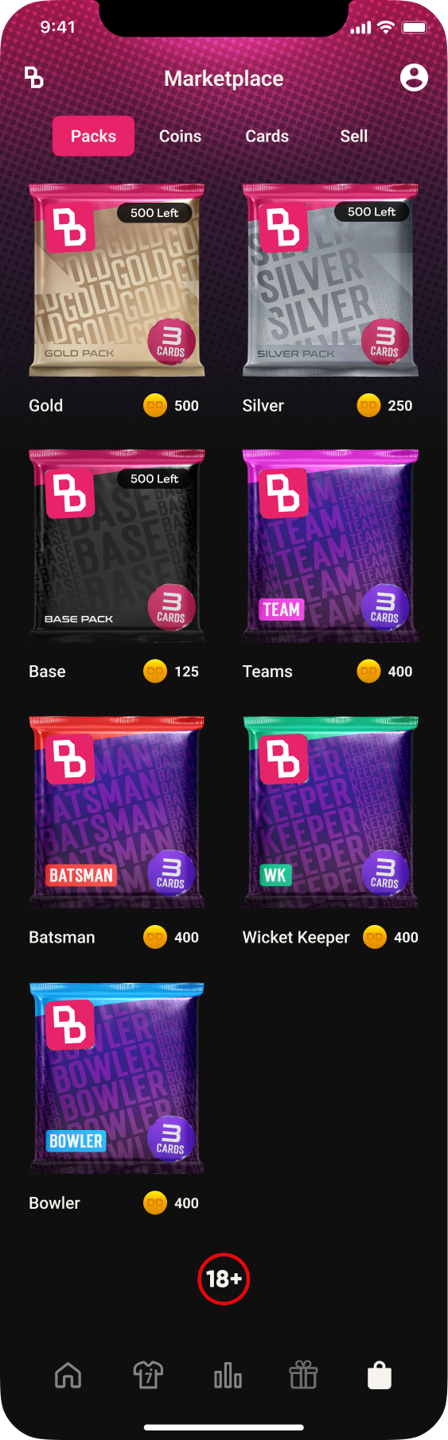 9:41
Marketplace
Packs Coins Cards Sell
500 Left 500 Left
GOLD SILVER
GOLD SILVER
GOLD SILVER
3 CARDS 3 CARDS
GOLD PACK SILVER PACK
Gold 500 Silver 250
500 Left
BASE TEAM
BASE TEAM
BASE TEAM
TEAM
3 CARDS 3 CARDS
BASE PACK TEAM
Base 125 Teams 400
BATSMAN KEEPER
BATSMAN KEEPER
BATSMAN KEEPER
3 CARDS 3 CARDS
BATSMAN WK
Batsman 400 Wicket Keeper 400
BOWLER
BOWLER
BOWLER
BOWLER
3 CARDS
BOWLER
Bowler 400
18+
7